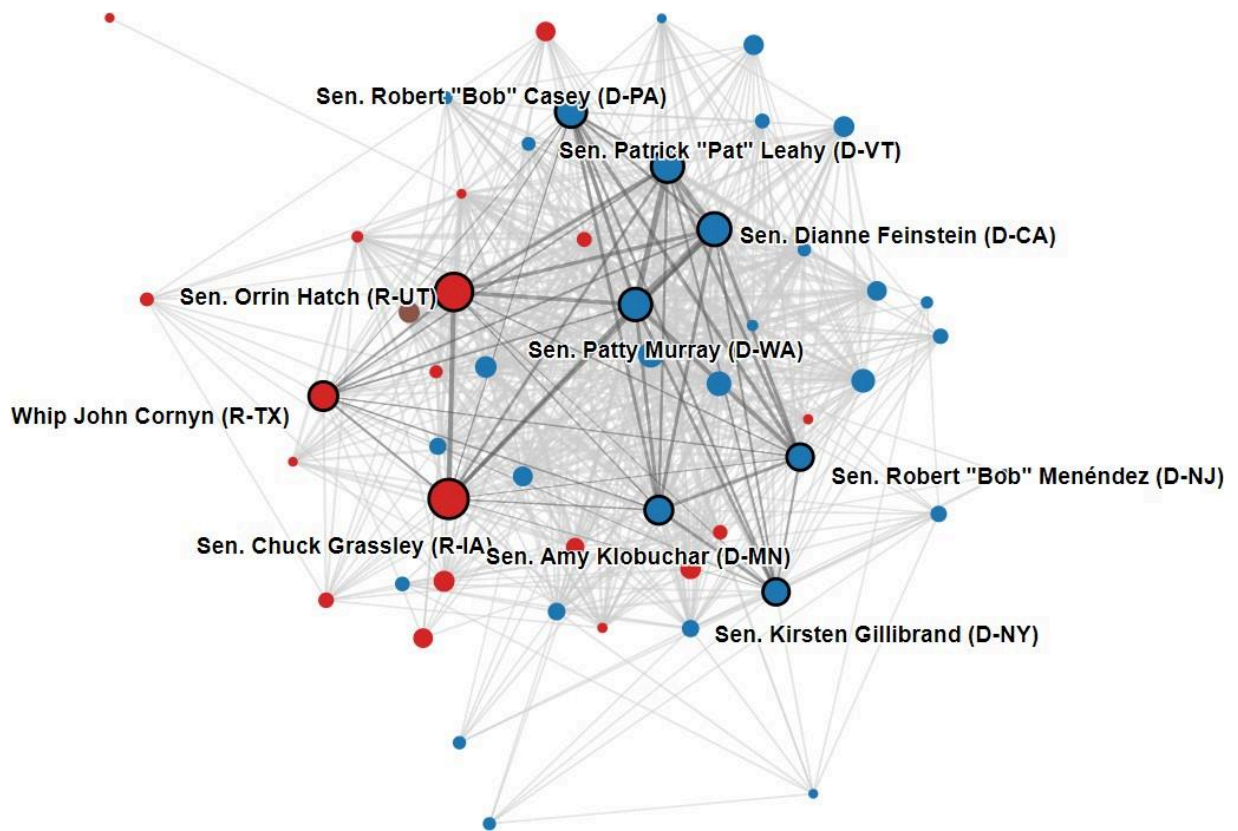 Sen. Robert "Bob" Casey (D-PA)
Sen. Patrick "Pat" Leahy (D-VT)
Sen. Dianne Feinstein (D-CA)
Sen. Orrin Hatch (R-UT)
Sen. Patty Murray (D-WA)
Whip John Cornyn (R-TX)
Sen. Robert "Bob" Menéndez (D-NJ)
Sen. Chuck Grassley (R-IA)
Sen. Amy Klobuchar (D-MN)
Sen. Kirsten Gillibrand (D-NY)